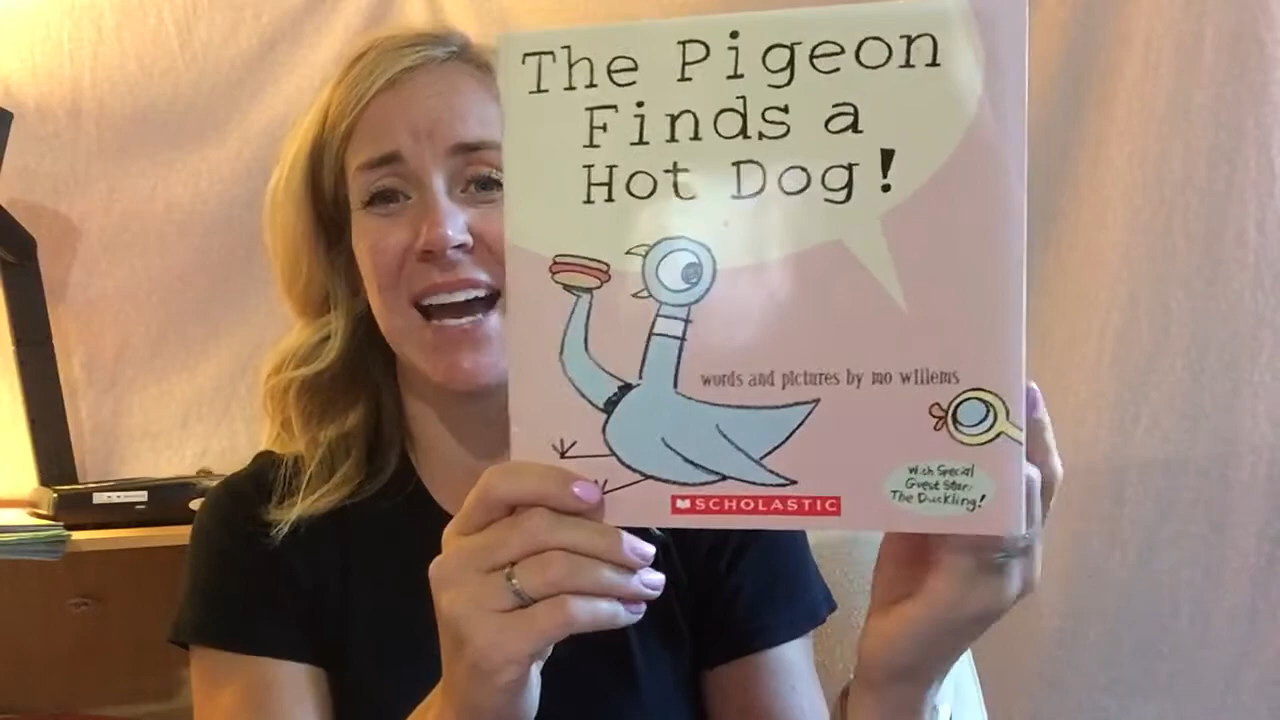 The Pigeon
Finds a
Hot Dog!
words and pictures by mo willems
With Special
Guest Star:
The Duckling!
SCHOLASTIC